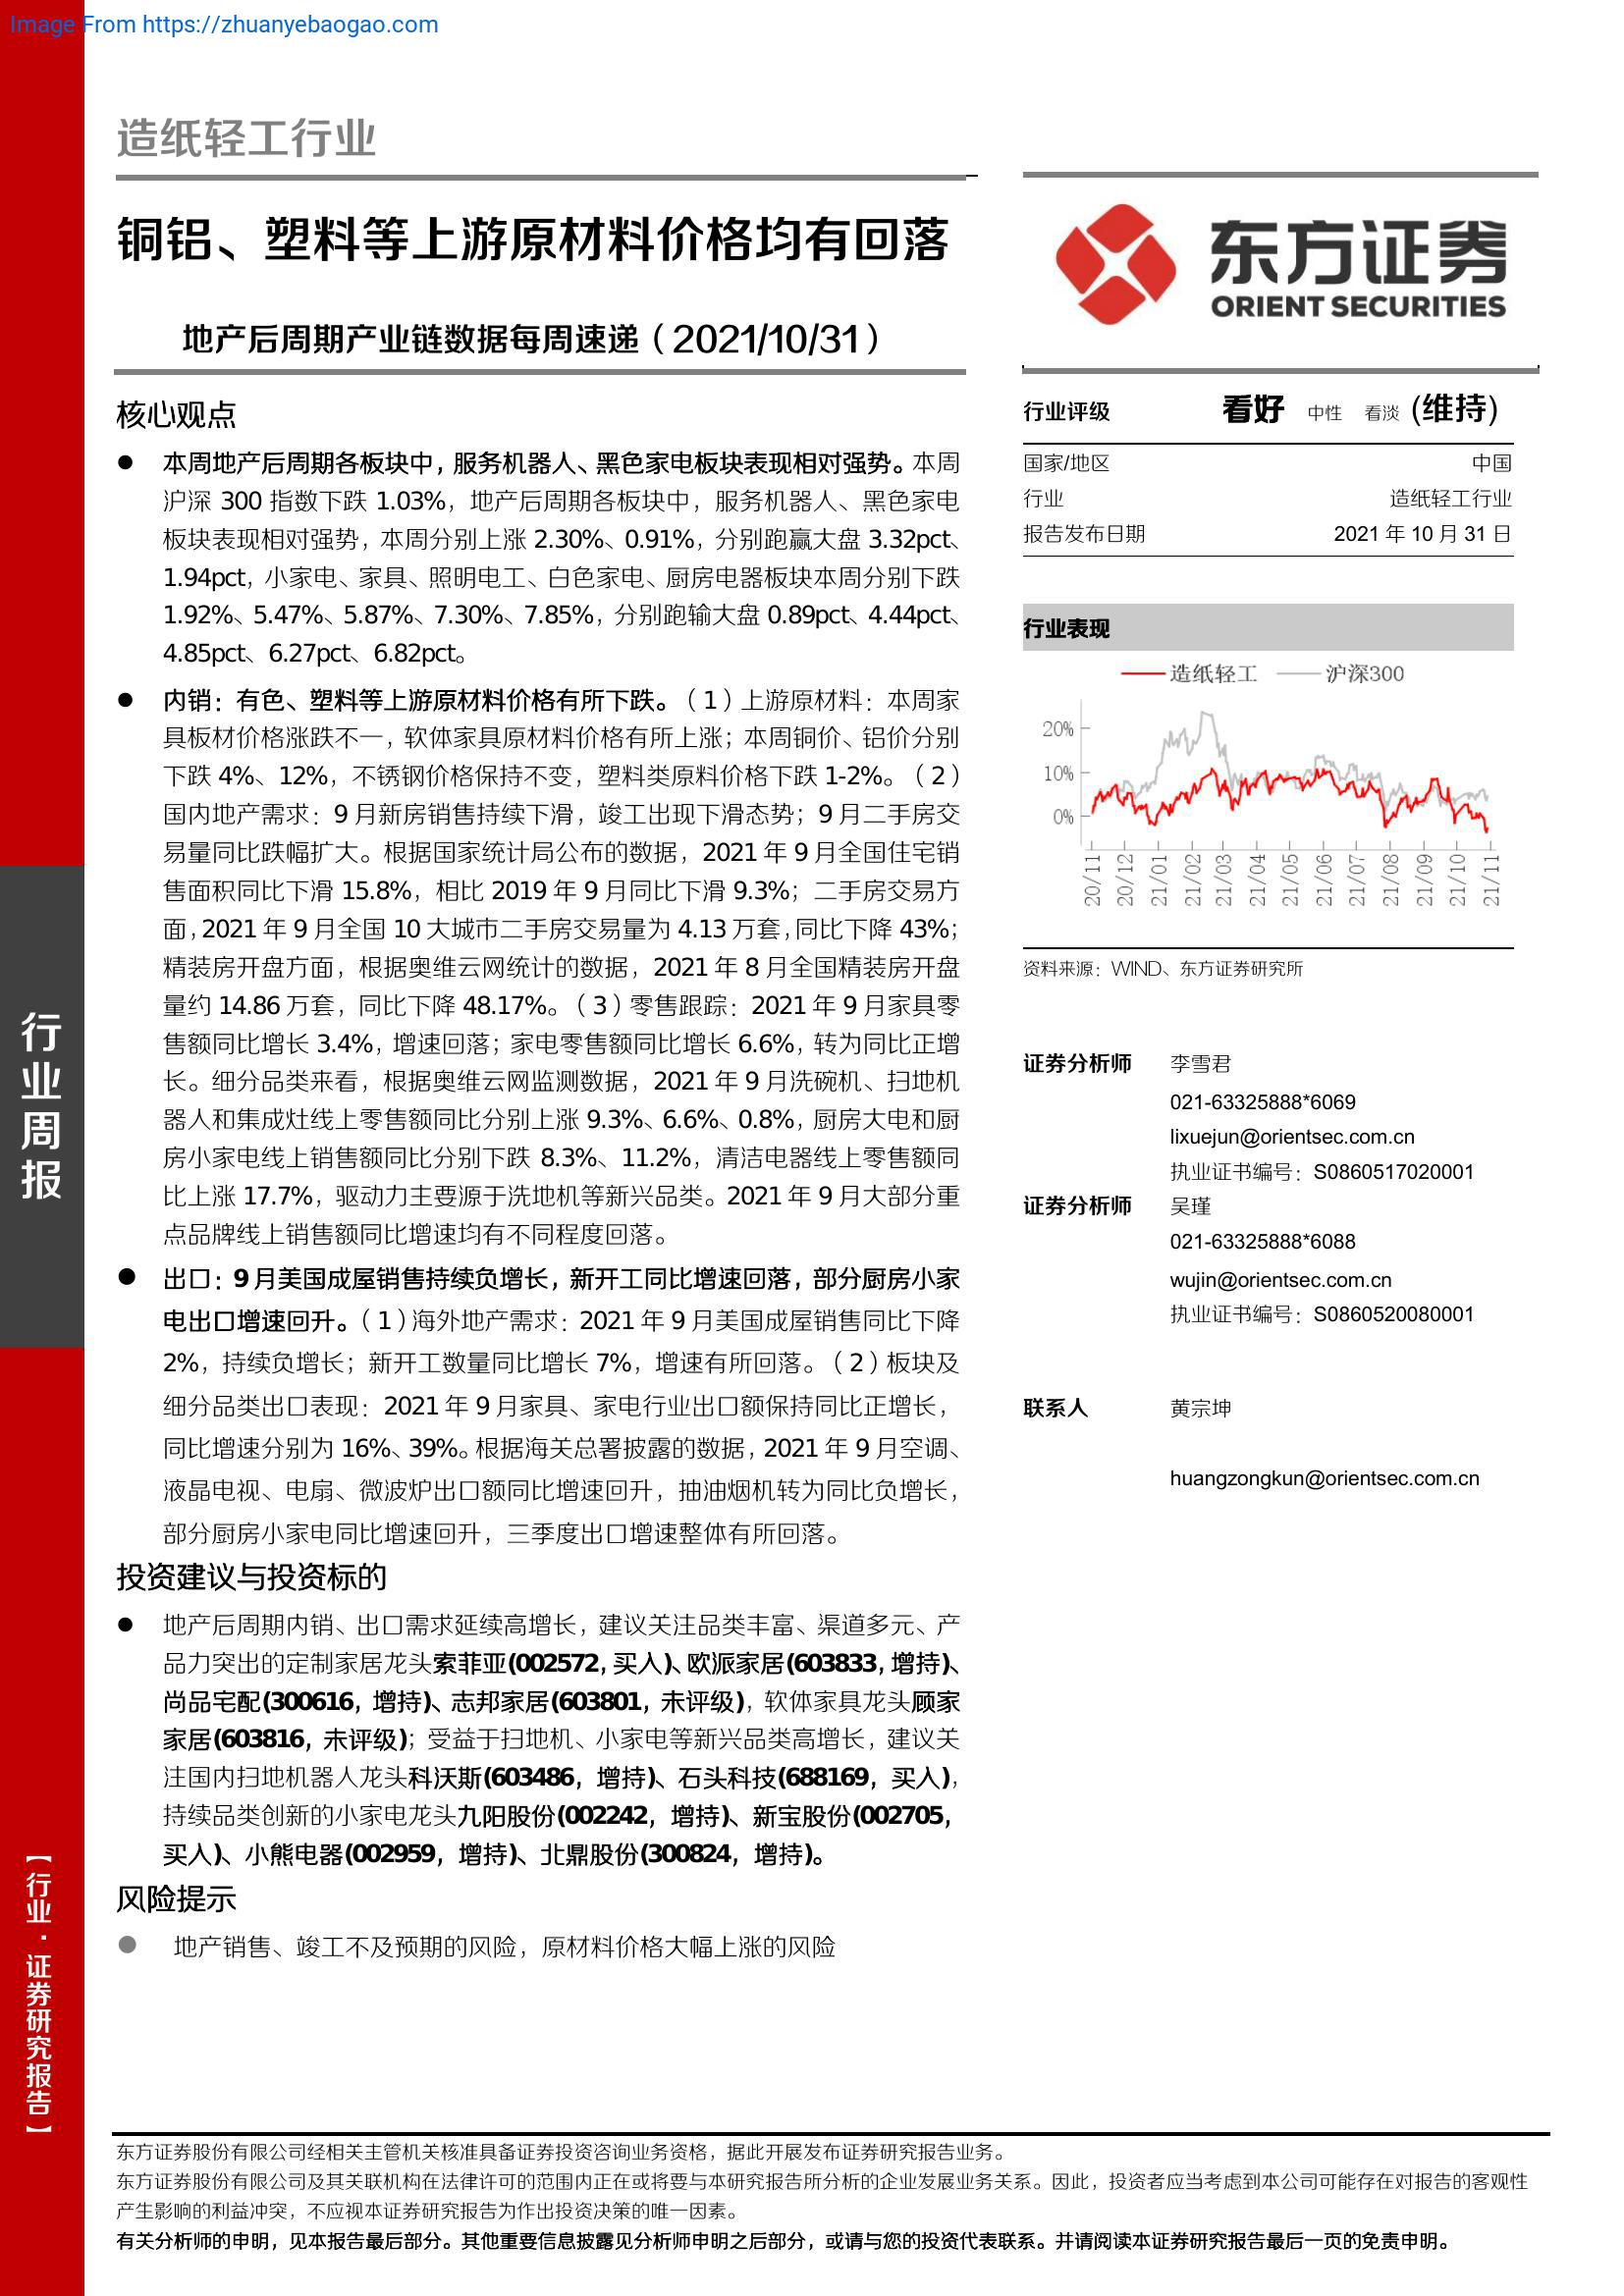 Image From https://zhuanyebaogao.com
造纸轻工行业
铜铝、塑料等上游原材料价格均有回落
地产后周期产业链数据每周速递（2021/10/31）
核心观点
● 本周地产后周期各板块中，服务机器人、黑色家电板块表现相对强势。本周
沪深 300 指数下跌 1.03%，地产后周期各板块中，服务机器人、黑色家电
板块表现相对强势，本周分别上涨 2.30%、0.91%，分别跑赢大盘 3.32pct、
1.94pct，小家电、家具、照明电工、白色家电、厨房电器板块本周分别下跌
1.92%、5.47%、5.87%、7.30%、7.85%，分别跑输大盘 0.89pct、4.44pct、
4.85pct、6.27pct、6.82pct。
● 内销：有色、塑料等上游原材料价格有所下跌。（1）上游原材料：本周家
具板材价格涨跌不一，软体家具原材料价格有所上涨；本周铜价、铝价分别
下跌 4%、12%，不锈钢价格保持不变，塑料类原料价格下跌 1-2%。（2）
国内地产需求：9 月新房销售持续下滑，竣工出现下滑态势；9 月二手房交
易量同比跌幅扩大。根据国家统计局公布的数据，2021 年 9 月全国住宅销
售面积同比下滑 15.8%，相比 2019 年 9 月同比下滑 9.3%；二手房交易方
面，2021 年 9 月全国 10 大城市二手房交易量为 4.13 万套，同比下降 43%；
精装房开盘方面，根据奥维云网统计的数据，2021 年 8 月全国精装房开盘
量约 14.86 万套，同比下降 48.17%。（3）零售跟踪：2021 年 9 月家具零
售额同比增长 3.4%，增速回落；家电零售额同比增长 6.6%，转为同比正增
长。细分品类来看，根据奥维云网监测数据，2021 年 9 月洗碗机、扫地机
器人和集成灶线上零售额同比分别上涨 9.3%、6.6%、0.8%，厨房大电和厨
房小家电线上销售额同比分别下跌 8.3%、11.2%，清洁电器线上零售额同
比上涨 17.7%，驱动力主要源于洗地机等新兴品类。2021 年 9 月大部分重
点品牌线上销售额同比增速均有不同程度回落。
● 出口：9 月美国成屋销售持续负增长，新开工同比增速回落，部分厨房小家
电出口增速回升。（1）海外地产需求：2021 年 9 月美国成屋销售同比下降
2%，持续负增长；新开工数量同比增长 7%，增速有所回落。（2）板块及
细分品类出口表现：2021 年 9 月家具、家电行业出口额保持同比正增长，
同比增速分别为 16%、39%。根据海关总署披露的数据，2021 年 9 月空调、
液晶电视、电扇、微波炉出口额同比增速回升，抽油烟机转为同比负增长，
部分厨房小家电同比增速回升，三季度出口增速整体有所回落。
投资建议与投资标的
● 地产后周期内销、出口需求延续高增长，建议关注品类丰富、渠道多元、产
品力突出的定制家居龙头索菲亚(002572，买入)、欧派家居(603833，增持)、
尚品宅配(300616，增持)、志邦家居(603801，未评级)，软体家具龙头顾家
家居(603816，未评级)；受益于扫地机、小家电等新兴品类高增长，建议关
注国内扫地机器人龙头科沃斯(603486，增持)、石头科技(688169，买入)，
持续品类创新的小家电龙头九阳股份(002242，增持)、新宝股份(002705，
买入)、小熊电器(002959，增持)、北鼎股份(300824，增持)。
风险提示
● 地产销售、竣工不及预期的风险，原材料价格大幅上涨的风险
东方证券
ORIENT SECURITIES
行业评级 看好 中性 看淡 (维持)
国家/地区 中国
行业 造纸轻工行业
报告发布日期 2021 年 10 月 31 日
行业表现
造纸轻工 沪深300
20%
10%
0%
20/11 20/12 21/01 21/02 21/03 21/04 21/05 21/06 21/07 21/08 21/09 21/10 21/11
资料来源：WIND、东方证券研究所
证券分析师 李雪君
021-63325888*6069
lixuejun@orientsec.com.cn
执业证书编号：S0860517020001
证券分析师 吴瑾
021-63325888*6088
wujin@orientsec.com.cn
执业证书编号：S0860520080001
联系人 黄宗坤
huangzongkun@orientsec.com.cn
行业周报
【行业·证券研究报告】
东方证券股份有限公司经相关主管机关核准具备证券投资咨询业务资格，据此开展发布证券研究报告业务。
东方证券股份有限公司及其关联机构在法律许可的范围内正在或将要与本研究报告所分析的企业发展业务关系。因此，投资者应当考虑到本公司可能存在对报告的客观性
产生影响的利益冲突，不应视本证券研究报告为作出投资决策的唯一因素。
有关分析师的申明，见本报告最后部分。其他重要信息披露见分析师申明之后部分，或请与您的投资代表联系。并请阅读本证券研究报告最后一页的免责申明。